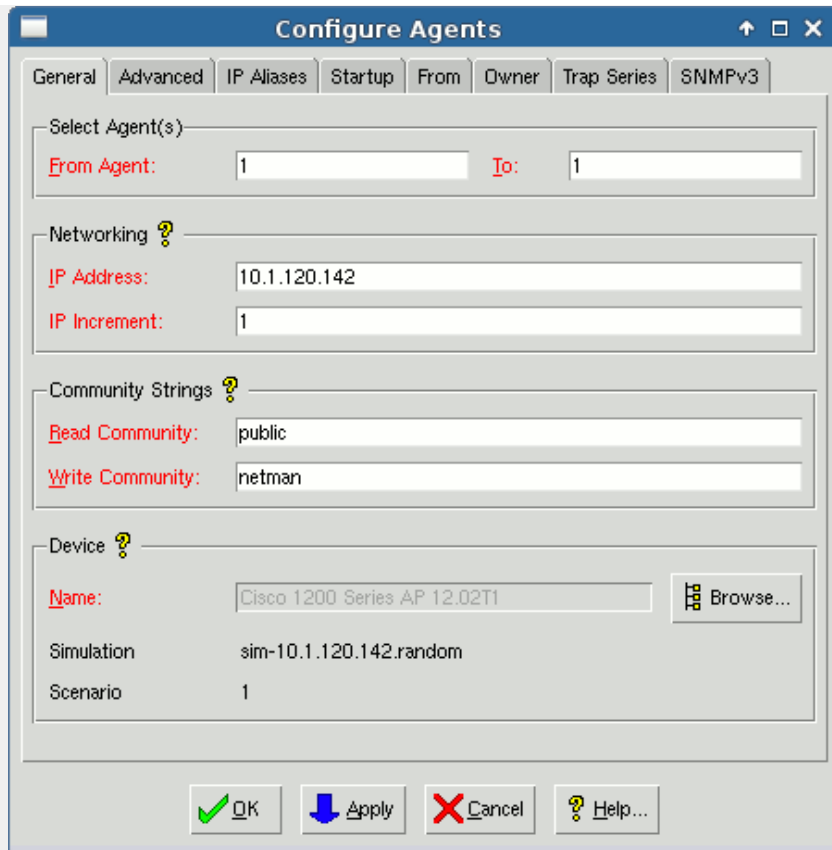 Configure Agents
General Advanced IP Aliases Startup From Owner Trap Series SNMPv3
Select Agent(s)
From Agent: 1 To: 1
Networking ?
IP Address: 10.1.120.142
IP Increment: 1
Community Strings ?
Read Community: public
Write Community: netman
Device ?
Name: Cisco 1200 Series AP 12.02T1 Browse...
Simulation sim-10.1.120.142.random
Scenario 1
OK Apply Cancel ? Help...